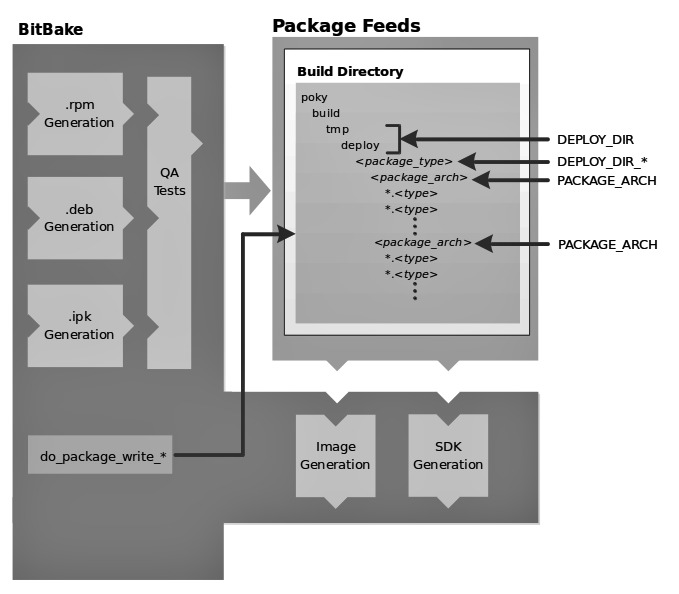 BitBake
.rpm
Generation
.deb
Generation
.ipk
Generation
QA
Tests
do_package_write_*
Package Feeds
Build Directory
poky
build
tmp
deploy
<package_type>
<package_arch>
*.<type>
*.<type>
<package_arch>
*.<type>
*.<type>
DEPLOY_DIR
DEPLOY_DIR_*
PACKAGE_ARCH
PACKAGE_ARCH
Image
Generation
SDK
Generation